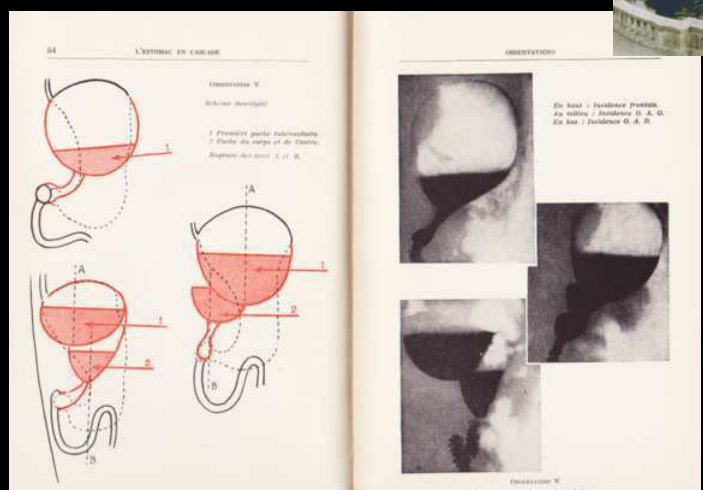 64
L'ESTOMAC EN CASCADE
OBSERVATION V
Schéma descriptif
1 Première poche tubérositaire.
2 Poche du corps et de l'antre.
Disposés des axes A et B.
1
A
1
2
B
A
1
2
B
OBSERVATIONS
En haut : Incidence frontale.
Au milieu : Incidence O. A. G.
En bas : Incidence O. A. D.
OBSERVATION V